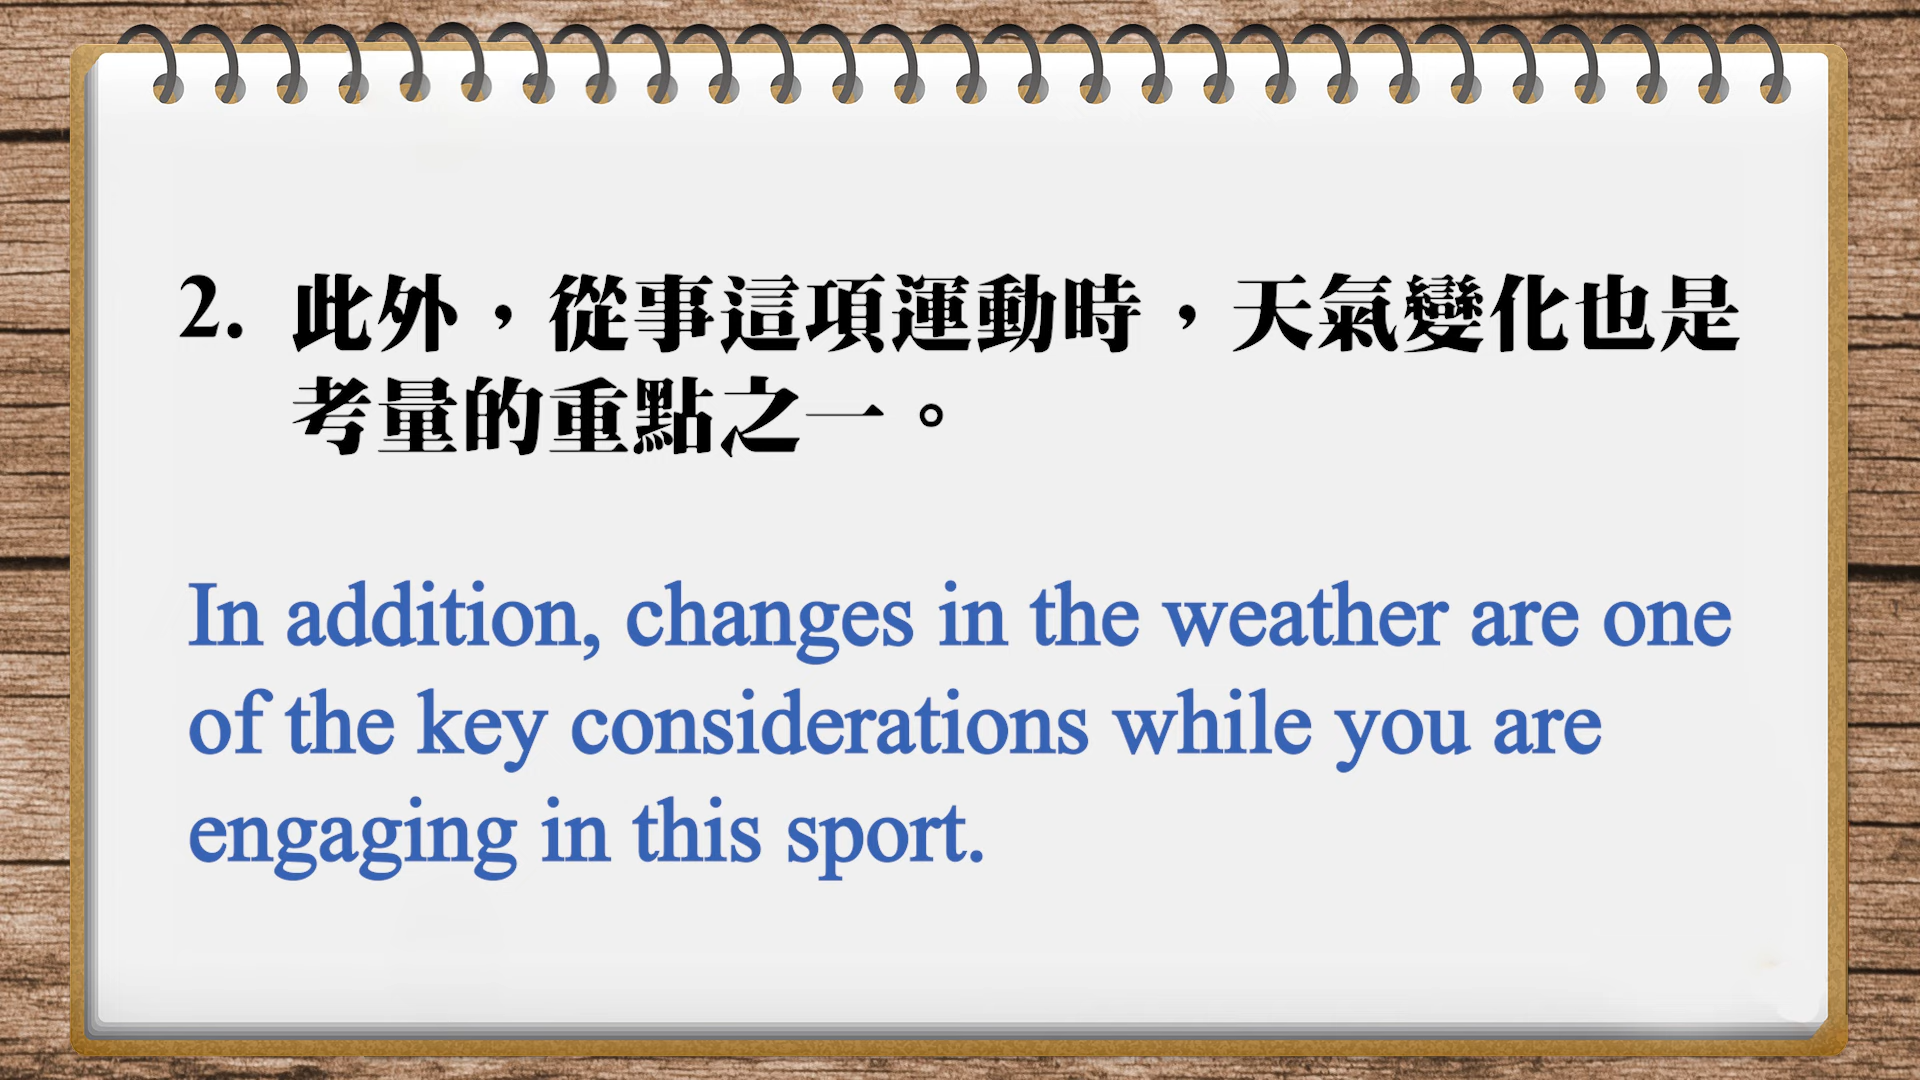 2. 此外，從事這項運動時，天氣變化也是
考量的重點之一。
In addition, changes in the weather are one
of the key considerations while you are
engaging in this sport.